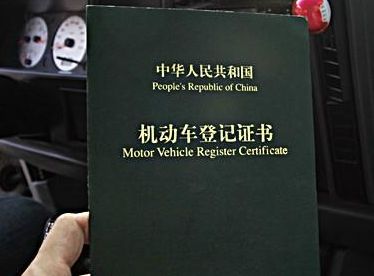 中华人民共和国
People's Republic of China
机动车登记证书
Motor Vehicle Register Certificate